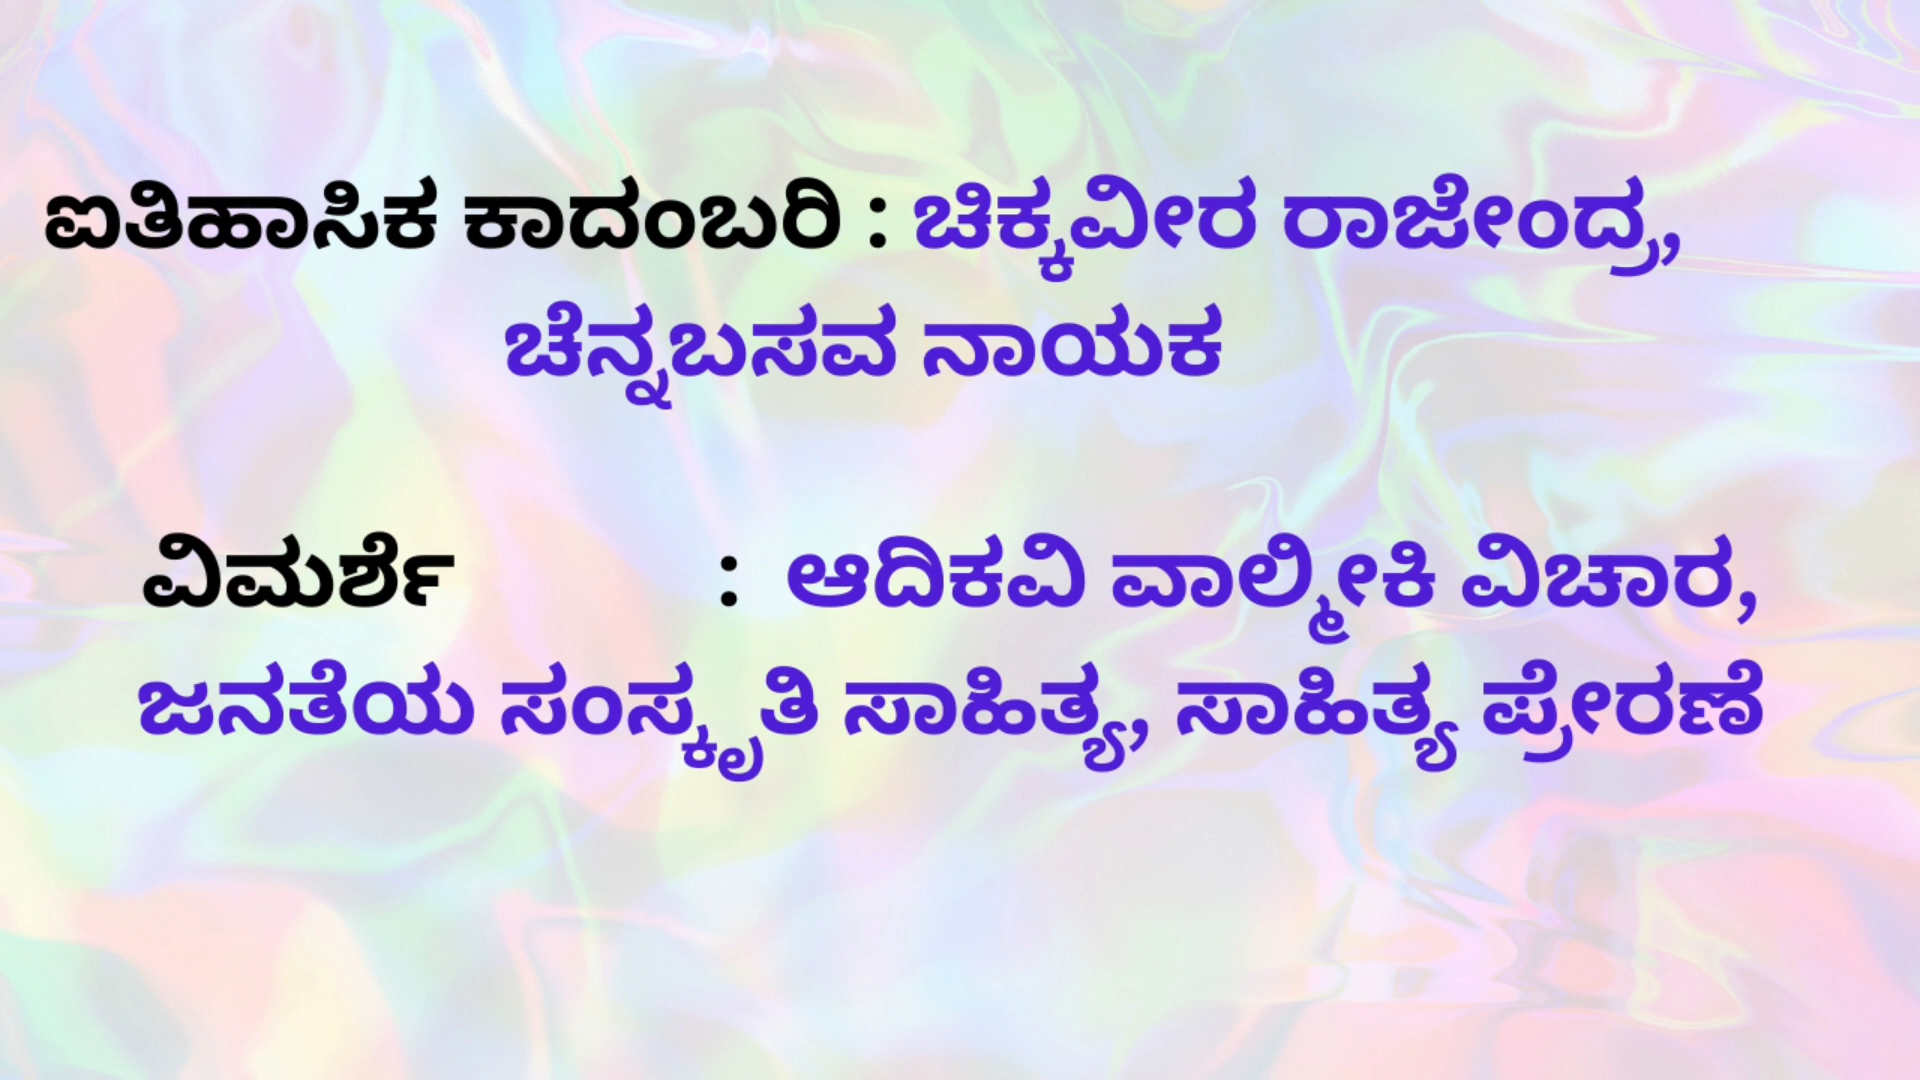 ಐತಿಹಾಸಿಕ ಕಾದಂಬರಿ : ಚಿಕ್ಕವೀರ ರಾಜೇಂದ್ರ,
ಚೆನ್ನಬಸವ ನಾಯಕ
ವಿಮರ್ಶೆ : ಆದಿಕವಿ ವಾಲ್ಮೀಕಿ ವಿಚಾರ,
ಜನತೆಯ ಸಂಸ್ಕೃತಿ ಸಾಹಿತ್ಯ, ಸಾಹಿತ್ಯ ಪ್ರೇರಣೆ